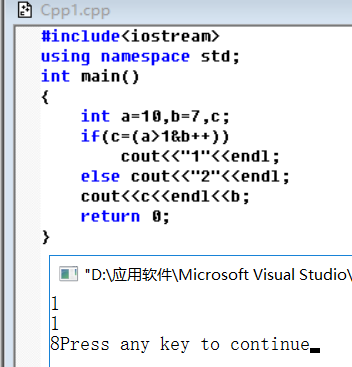 Cpp1.cpp
#include<iostream>
using namespace std;
int main()
{
    int a=10,b=7,c;
    if(c=(a>1&b++))
        cout<<"1"<<endl;
    else cout<<"2"<<endl;
    cout<<c<<endl<<b;
    return 0;
}
"D:\应用软件\Microsoft Visual Studio\
1
1
8Press any key to continue